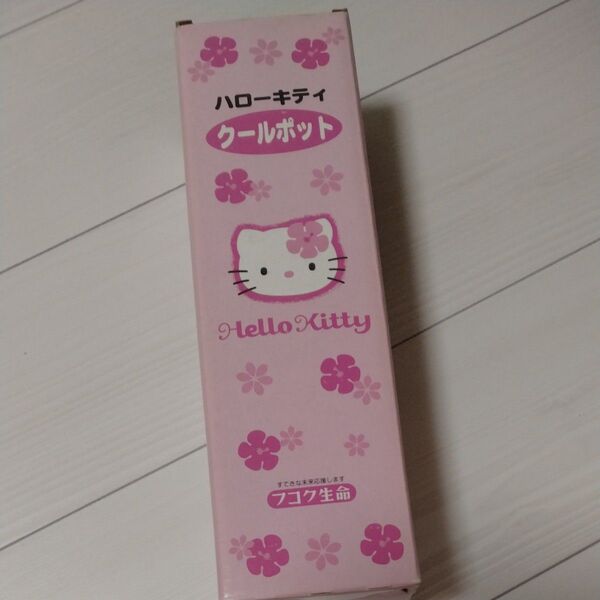 ハローキティ
クールポット
Hello Kitty
すてきな未来応援します
フコク生命